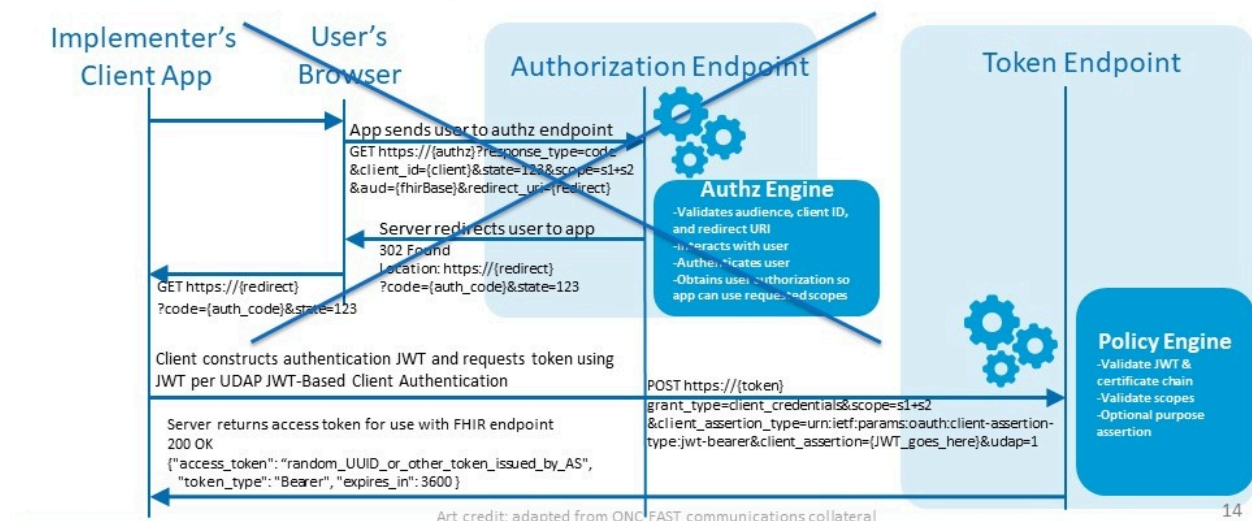 Implementer's
Client App
User's
Browser
Authorization Endpoint
Token Endpoint
App sends user to authz endpoint
GET https://{authz}?response_type=code
&client_id={client}&state=123&scope=s1+s2
&aud={fhirBase}&redirect_uri={redirect}
Authz Engine
-Validates audience, client ID,
and redirect URI
-Interacts with user
-Authenticates user
-Obtains user authorization so
app can use requested scopes
Server redirects user to app
302 Found
Location: https://{redirect}
?code={auth_code}&state=123
GET https://{redirect}
?code={auth_code}&state=123
Client constructs authentication JWT and requests token using
JWT per UDAP JWT-Based Client Authentication
POST https://{token}
grant_type=client_credentials&scope=s1+s2
&client_assertion_type=urn:ietf:params:oauth:client-assertion-
type:jwt-bearer&client_assertion={JWT_goes_here}&udap=1
Policy Engine
-Validate JWT &
certificate chain
-Validate scopes
-Optional purpose
assertion
Server returns access token for use with FHIR endpoint
200 OK
{"access_token": “random_UUID_or_other_token_issued_by_AS",
"token_type": "Bearer", "expires_in": 3600 }
Art credit: adapted from ONC FAST communications collateral
14